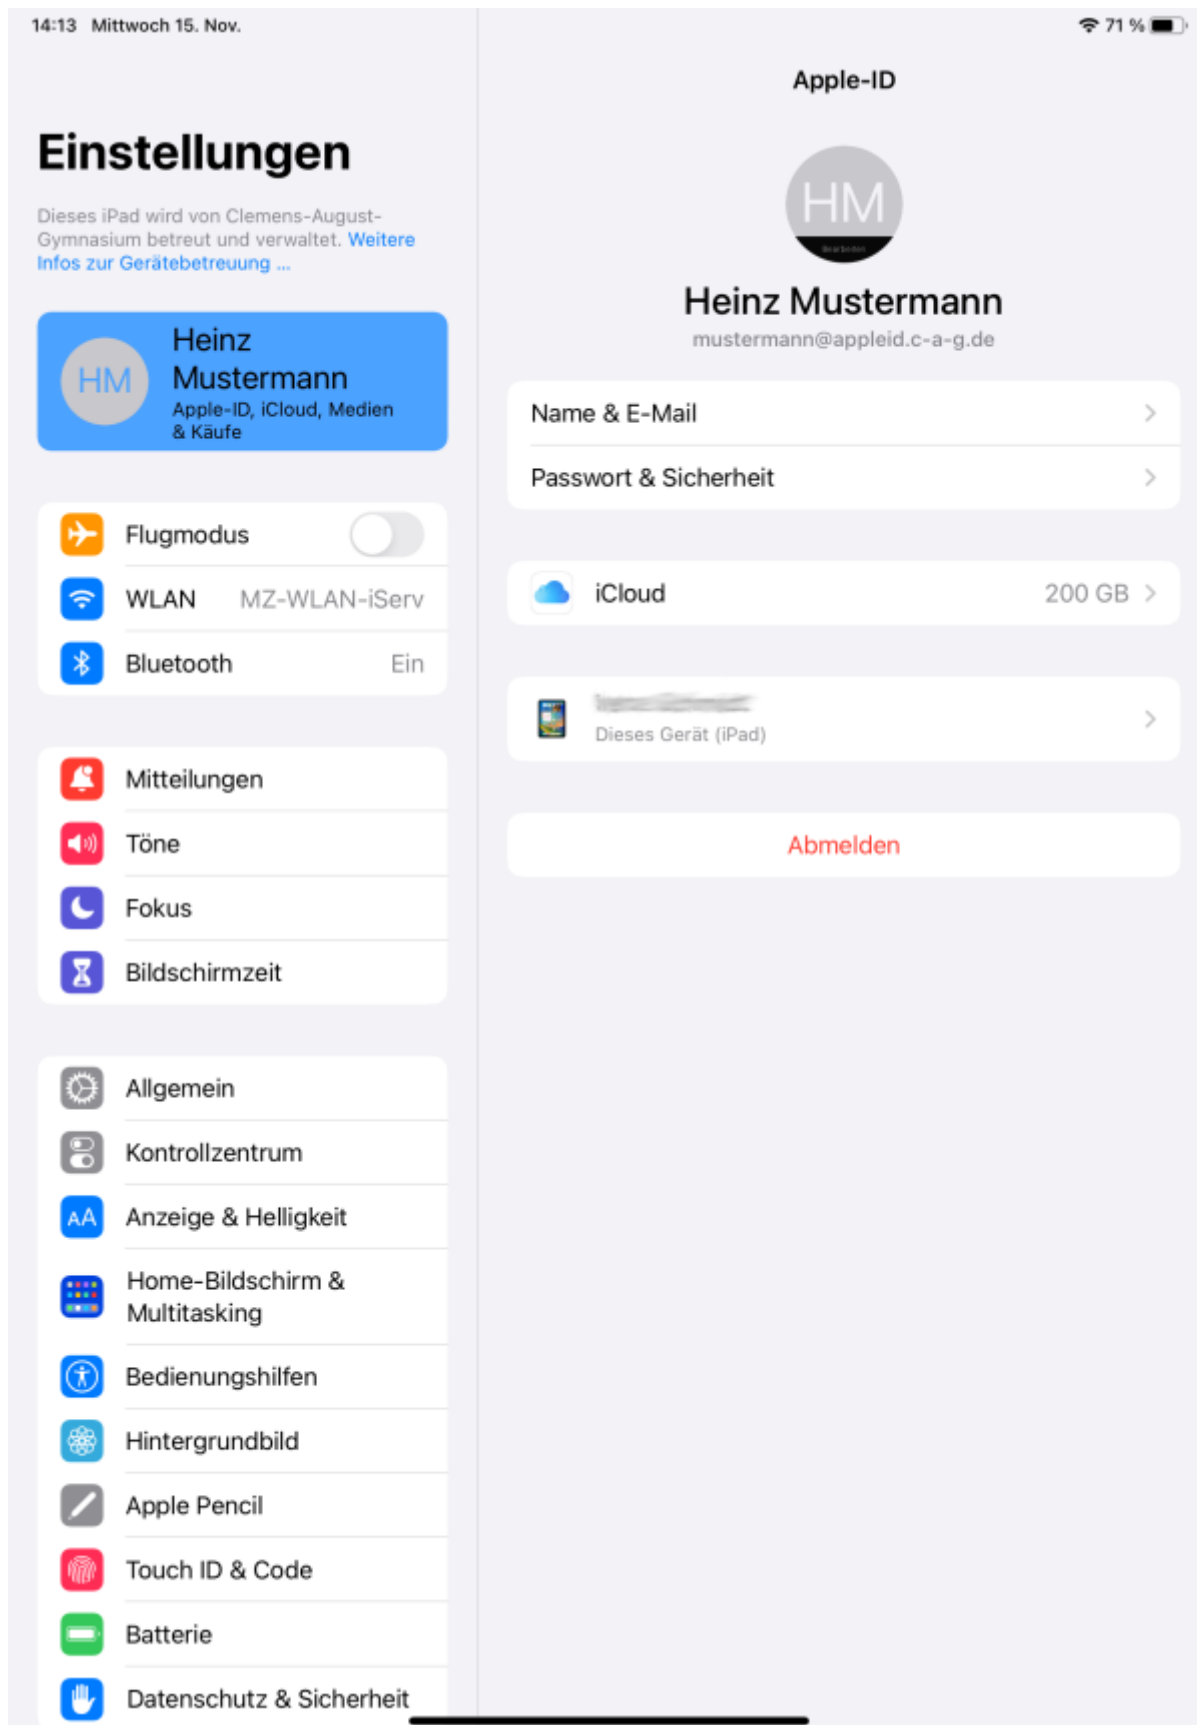 14:13 Mittwoch 15. Nov.
71 %
Einstellungen
Dieses iPad wird von Clemens-August-
Gymnasium betreut und verwaltet. Weitere
Infos zur Gerätebetreuung ...
HM
Heinz
Mustermann
Apple-ID, iCloud, Medien
& Käufe
Flugmodus
WLAN MZ-WLAN-iServ
Bluetooth Ein
Mitteilungen
Töne
Fokus
Bildschirmzeit
Allgemein
Kontrollzentrum
AA Anzeige & Helligkeit
Home-Bildschirm &
Multitasking
Bedienungshilfen
Hintergrundbild
Apple Pencil
Touch ID & Code
Batterie
Datenschutz & Sicherheit
Apple-ID
HM
Bearbeiten
Heinz Mustermann
mustermann@appleid.c-a-g.de
Name & E-Mail
Passwort & Sicherheit
iCloud 200 GB
Dieses Gerät (iPad)
Abmelden